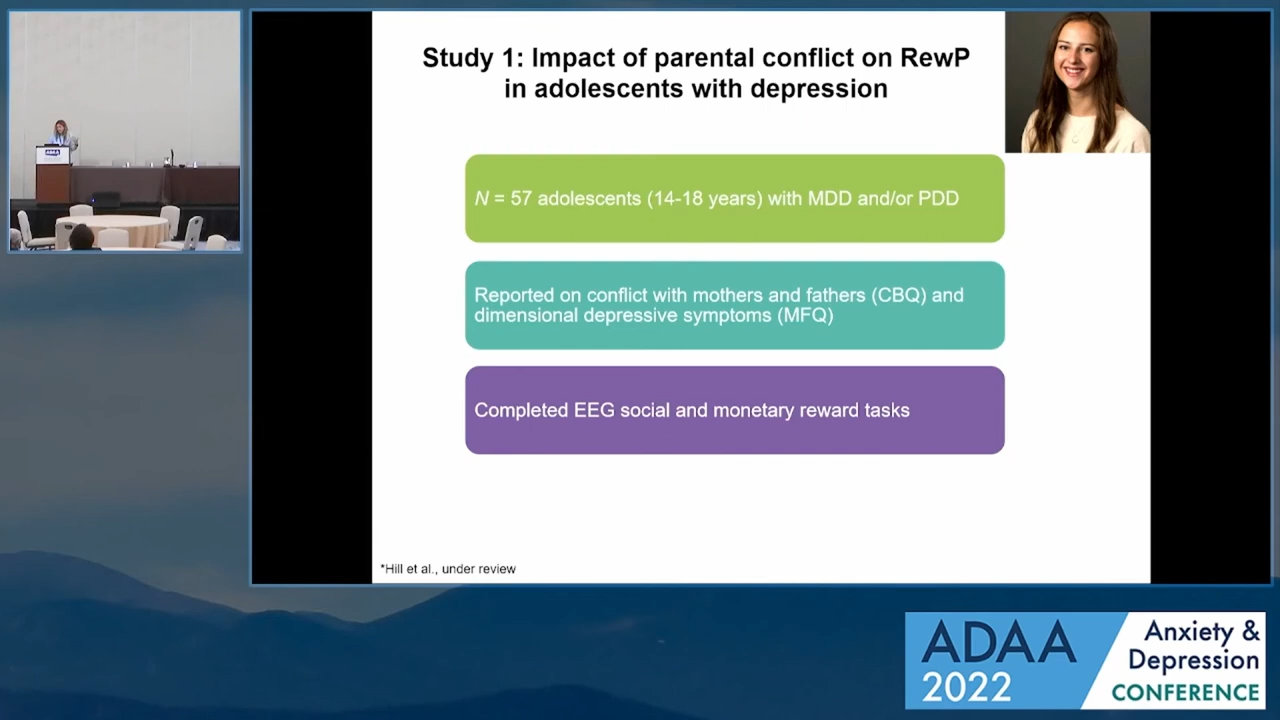 Study 1: Impact of parental conflict on RewP
in adolescents with depression
N = 57 adolescents (14-18 years) with MDD and/or PDD
Reported on conflict with mothers and fathers (CBQ) and
dimensional depressive symptoms (MFQ)
Completed EEG social and monetary reward tasks
*Hill et al., under review
ADAA
2022
Anxiety &
Depression
CONFERENCE